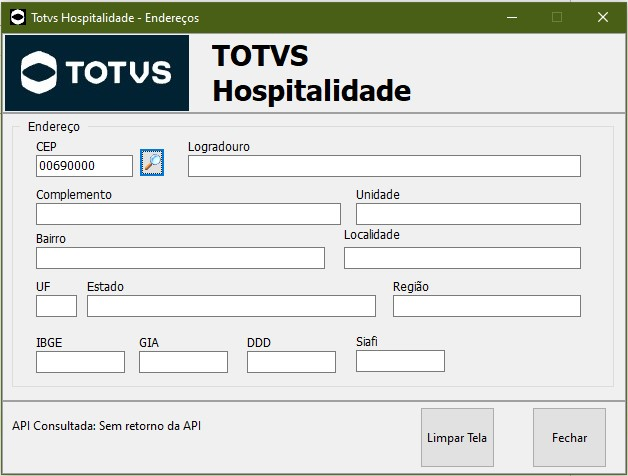 Totvs Hospitalidade - Endereços
TOTVS
TOTVS
Hospitalidade
Endereço
CEP
Logradouro
00690000
Complemento
Unidade
Bairro
Localidade
UF
Estado
Região
IBGE
GIA
DDD
Siafi
API Consultada: Sem retorno da API
Limpar Tela
Fechar